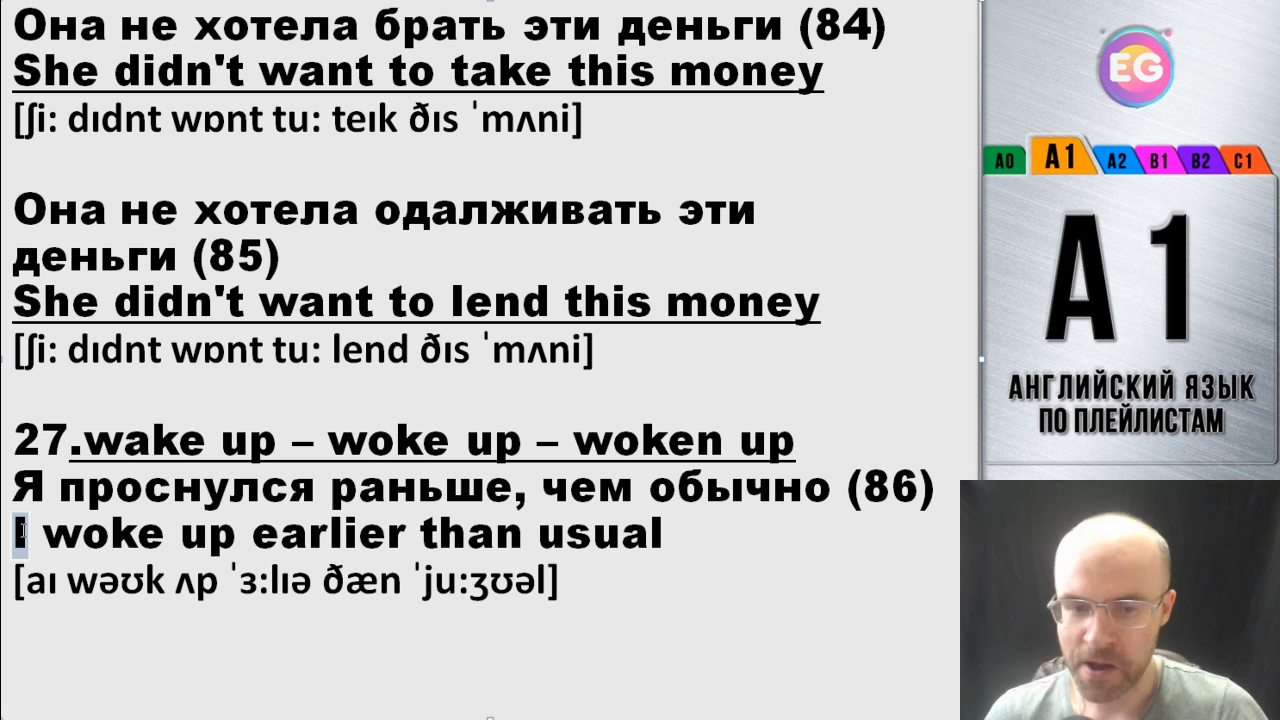 Она не хотела брать эти деньги (84)
She didn't want to take this money
[ʃi: dɪdnt wɒnt tu: teɪk ðɪs ˈmʌni]
Она не хотела одалживать эти
деньги (85)
She didn't want to lend this money
[ʃi: dɪdnt wɒnt tu: lend ðɪs ˈmʌni]
27.wake up – woke up – woken up
Я проснулся раньше, чем обычно (86)
I woke up earlier than usual
[aɪ wəʊk ʌp ˈɜ:lɪə ðæn ˈju:ʒʊəl]
EG
A0 A1 A2 B1 B2 C1
A 1
АНГЛИЙСКИЙ ЯЗЫК
ПО ПЛЕЙЛИСТАМ